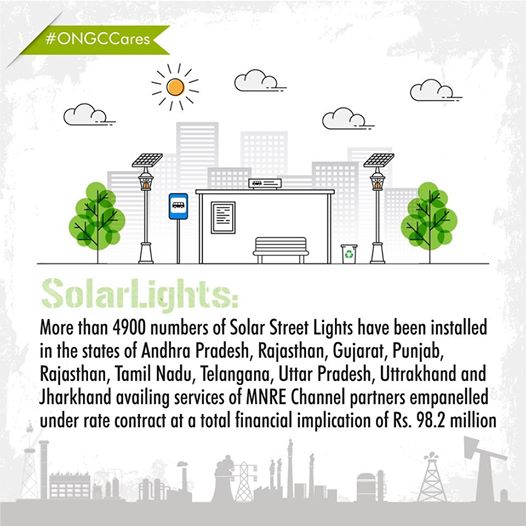 #ONGCCares
SolarLights:
More than 4900 numbers of Solar Street Lights have been installed
in the states of Andhra Pradesh, Rajasthan, Gujarat, Punjab,
Rajasthan, Tamil Nadu, Telangana, Uttar Pradesh, Uttrakhand and
Jharkhand availing services of MNRE Channel partners empanelled
under rate contract at a total financial implication of Rs. 98.2 million